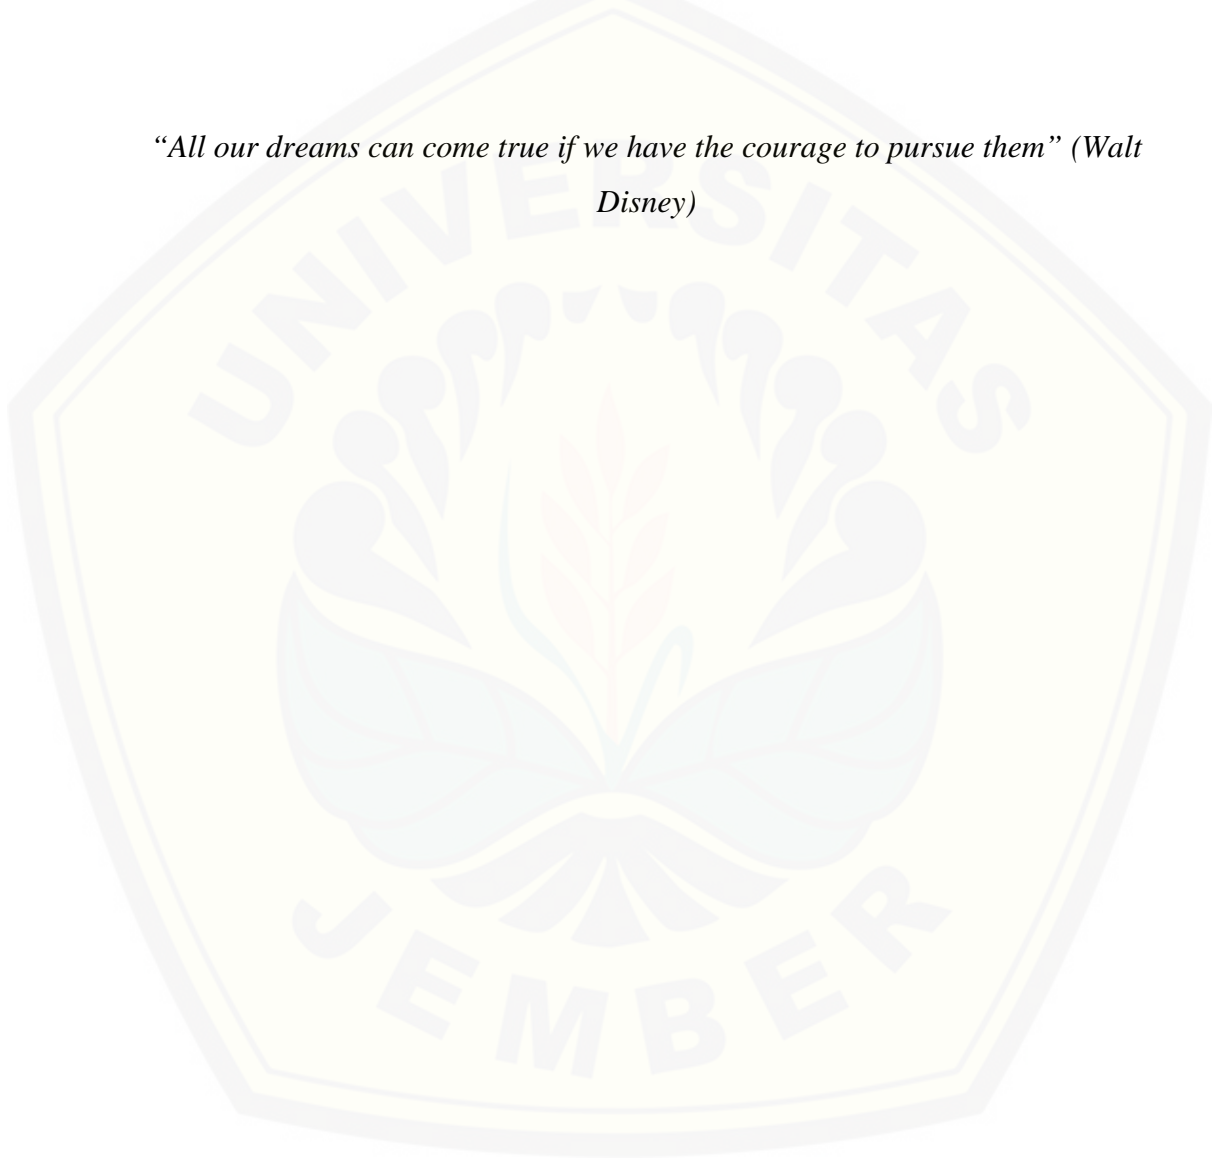 “All our dreams can come true if we have the courage to pursue them” (Walt
Disney)
UNIVERSITAS
JEMBER